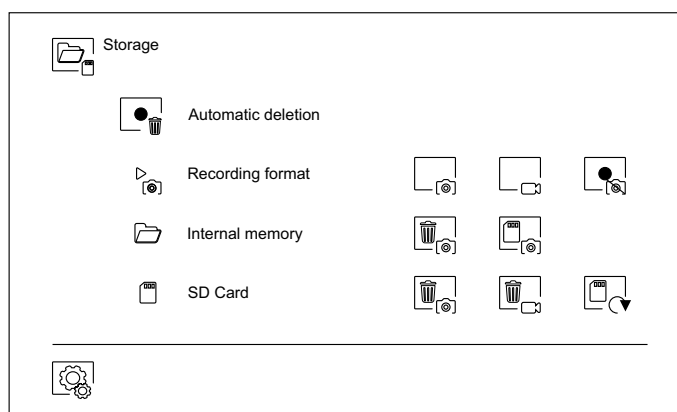 Storage
Automatic deletion
Recording format
Internal memory
SD Card